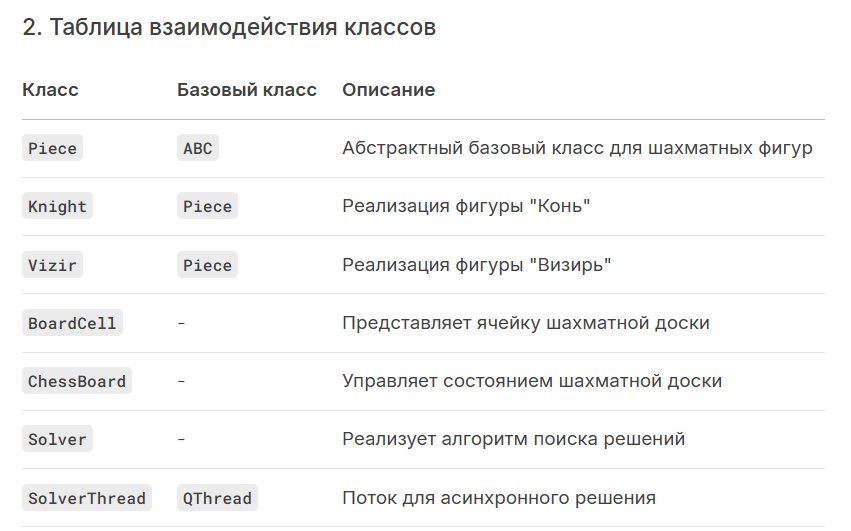 2. Таблица взаимодействия классов
Класс Базовый класс Описание
Piece ABC Абстрактный базовый класс для шахматных фигур
Knight Piece Реализация фигуры "Конь"
Vizir Piece Реализация фигуры "Визирь"
BoardCell - Представляет ячейку шахматной доски
ChessBoard - Управляет состоянием шахматной доски
Solver - Реализует алгоритм поиска решений
SolverThread QThread Поток для асинхронного решения